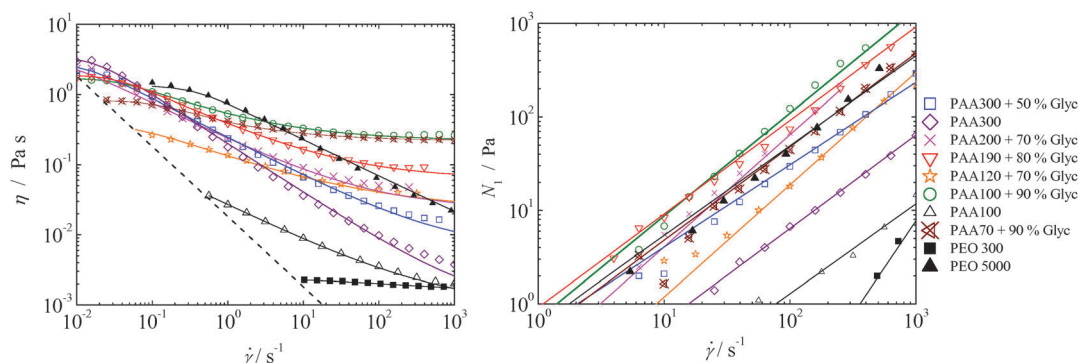 10¹
10⁰
10⁻¹
10⁻²
10⁻³
η / Pa s
10⁻²
10⁻¹
10⁰
10¹
10²
10³
γ̇ / s⁻¹
10³
10²
10¹
1
N₁ / Pa
10⁰
10¹
10²
10³
γ̇ / s⁻¹
PAA300 + 50 % Glyc
PAA300
PAA200 + 70 % Glyc
PAA190 + 80 % Glyc
PAA120 + 70 % Glyc
PAA100 + 90 % Glyc
PAA100
PAA70 + 90 % Glyc
PEO 300
PEO 5000